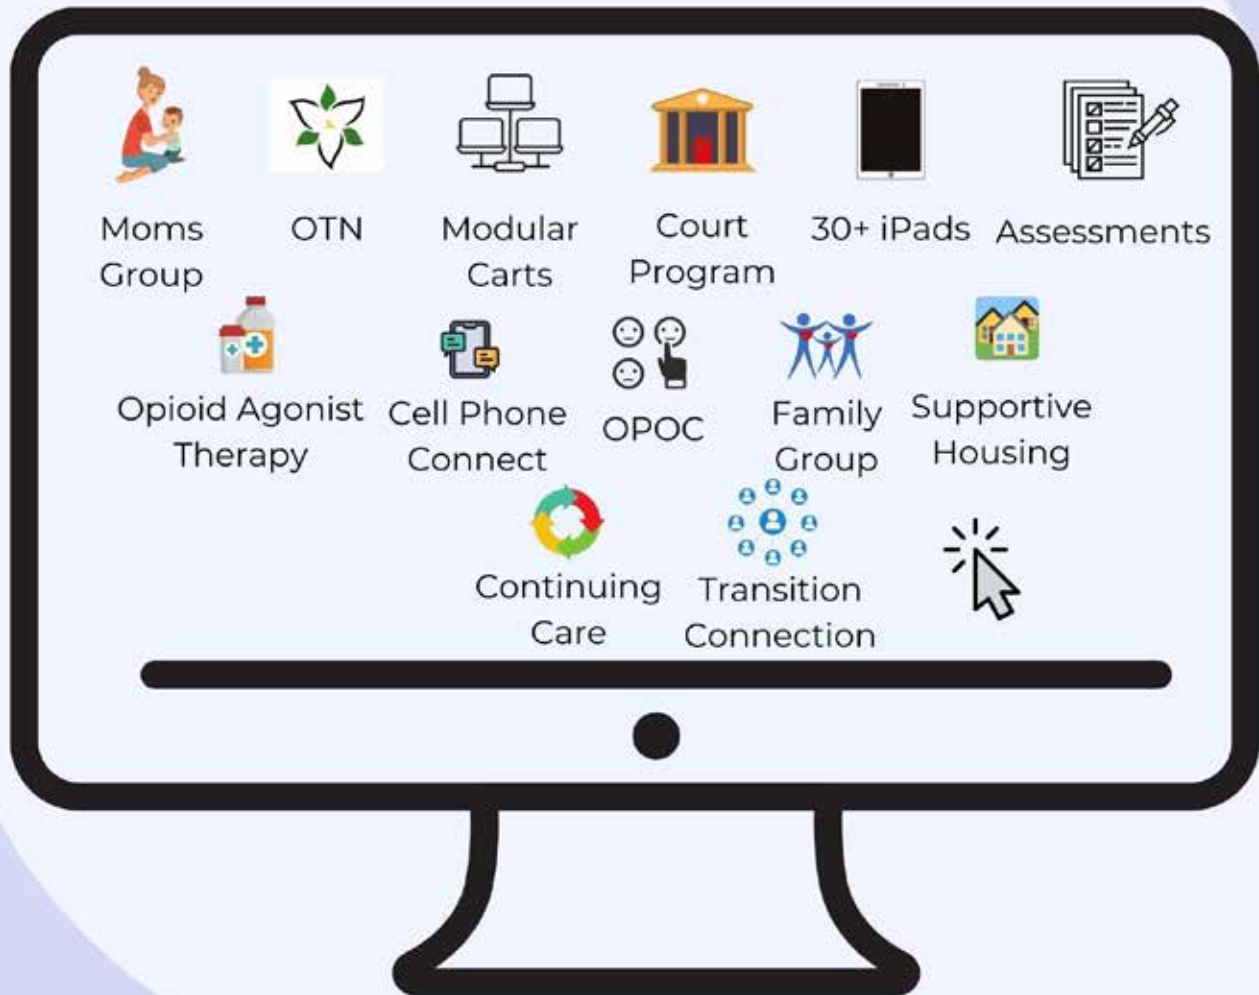 Moms
Group
OTN
Modular
Carts
Court
Program
30+ iPads
Assessments
Opioid Agonist
Therapy
Cell Phone
Connect
OPOC
Family
Group
Supportive
Housing
Continuing
Care
Transition
Connection